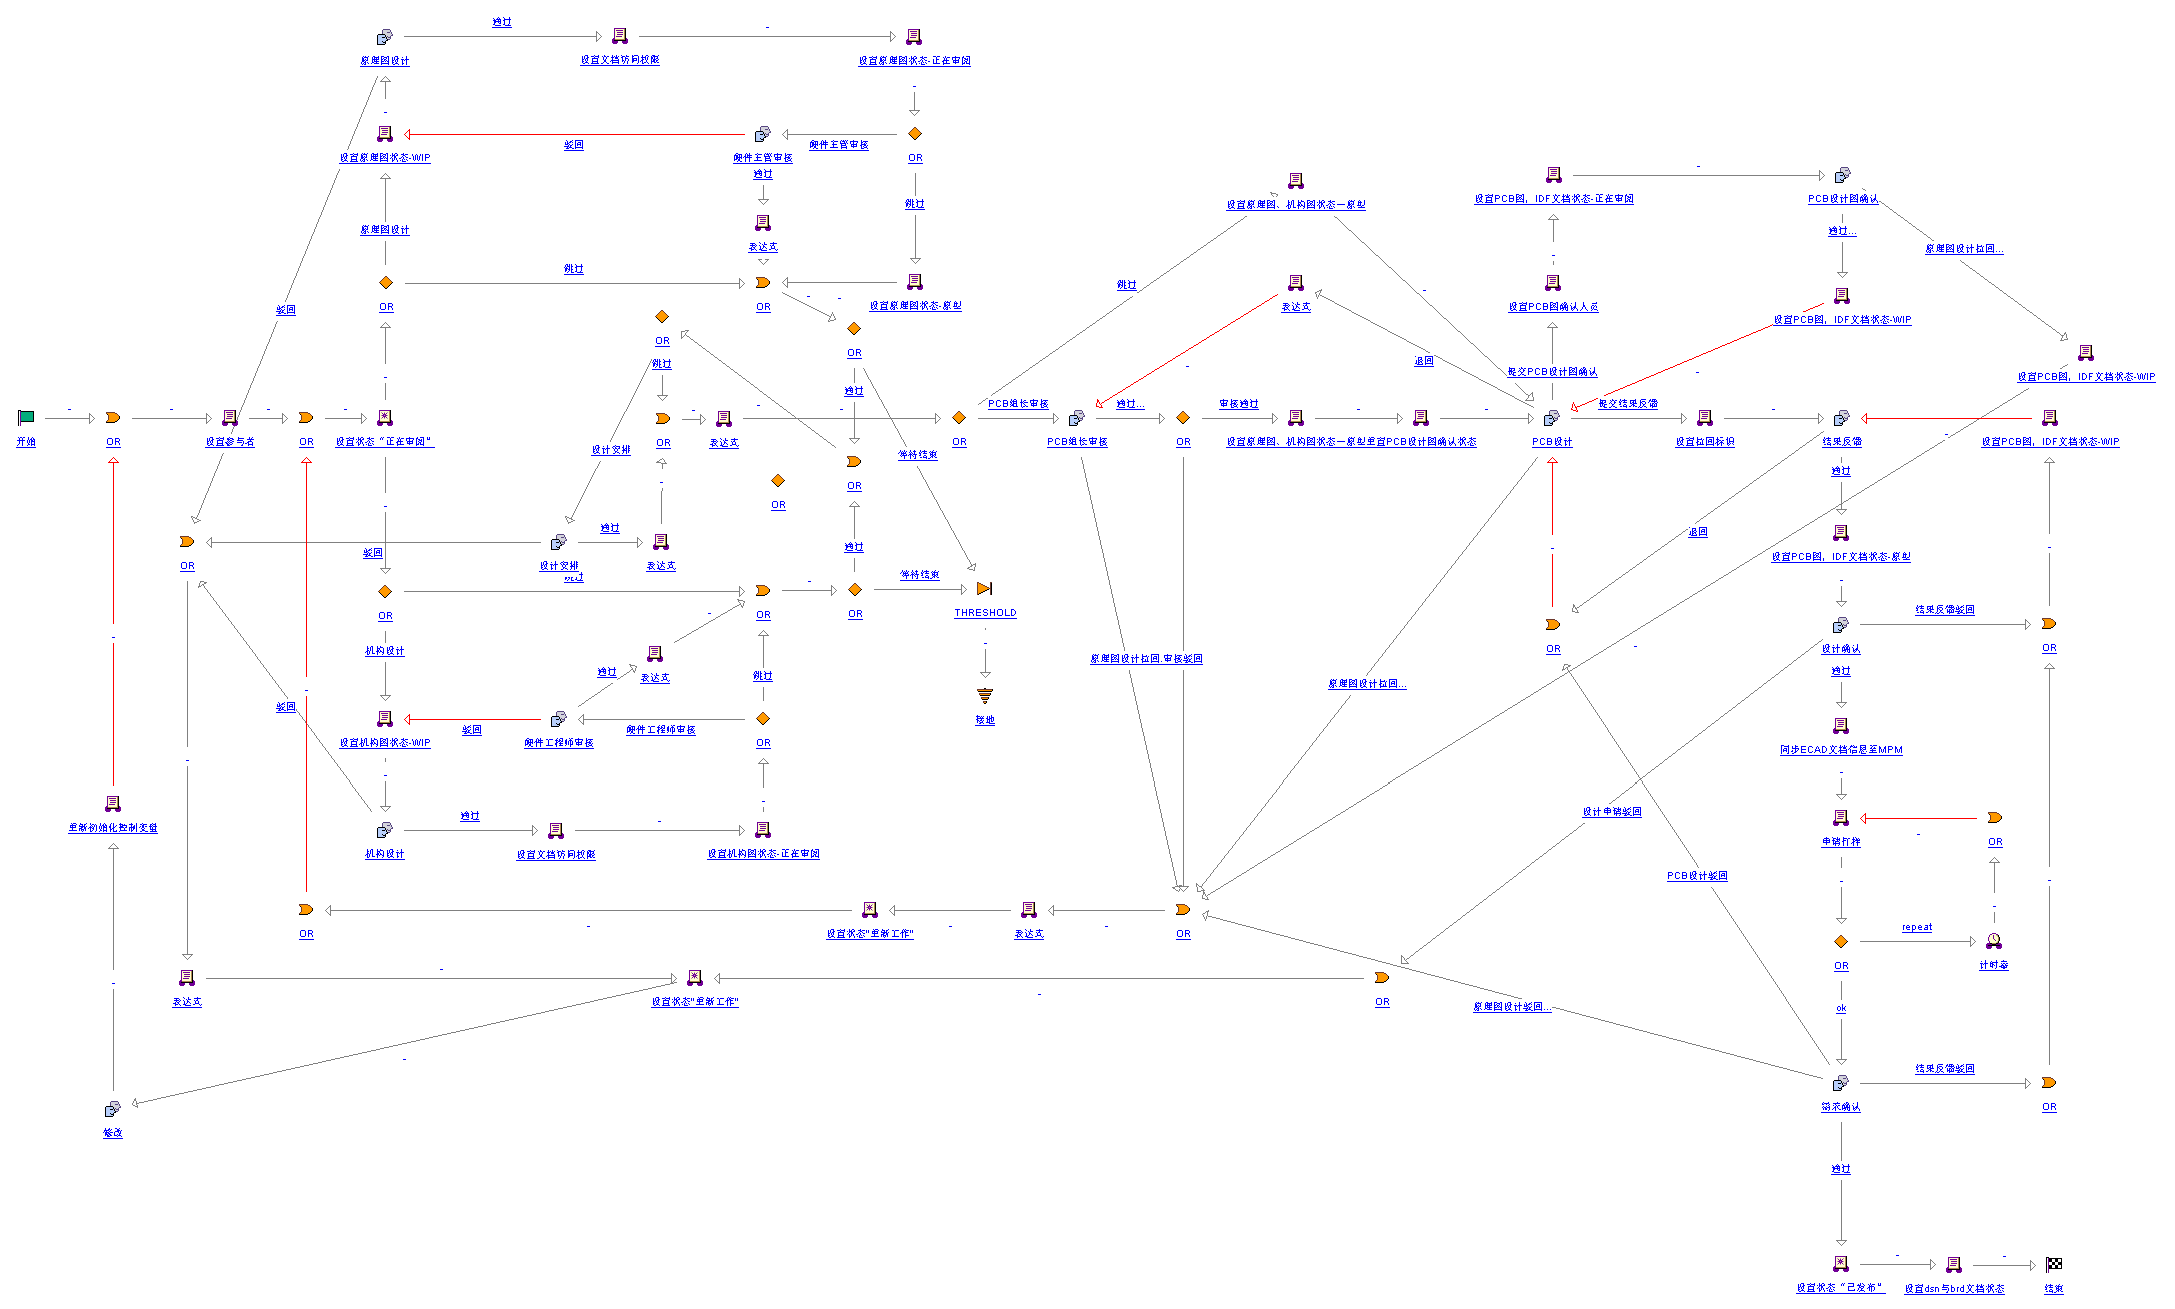 通过
-
原理图设计
设置文档访问权限
设置原理图状态-正在审阅
-
-
驳回
硬件主管审核
设置原理图状态-WIP
硬件主管审核
OR
通过
-
设置原理图、机构图状态—原型
设置PCB图，IDF文档状态-正在审阅
PCB设计图确认
跳过
原理图设计
表达式
通过...
原理图设计拉回...
跳过
-
跳过
-
-
-
OR
OR
设置原理图状态-原型
表达式
设置PCB图确认人员
设置PCB图，IDF文档状态-WIP
驳回
OR
OR
跳过
退回
-
-
提交PCB设计图确认
设置PCB图，IDF文档状态-WIP
-
通过
-
-
-
-
-
-
PCB组长审核
通过...
审核通过
-
-
提交结果反馈
-
开始
OR
设置参与者
OR
设置状态“正在审阅”
OR
表达式
OR
PCB组长审核
OR
设置原理图、机构图状态—原型
重置PCB设计图确认状态
PCB设计
设置拉回标识
结果反馈
设置PCB图，IDF文档状态-WIP
-
设计安排
等待结束
通过
-
OR
-
OR
通过
退回
驳回
通过
-
-
设置PCB图，IDF文档状态-原型
OR
设计安排
表达式
跳过
-
等待结束
-
OR
OR
OR
THRESHOLD
-
结果反馈驳回
-
通过
机构设计
表达式
跳过
原理图设计拉回.审核驳回
OR
-
设计确认
OR
通过
原理图设计拉回...
-
驳回
驳回
硬件工程师审核
接地
设置机构图状态-WIP
硬件工程师审核
OR
同步ECAD文档信息至MPM
-
-
-
-
设计申请驳回
通过
-
重新初始化控制变量
机构设计
设置文档访问权限
设置机构图状态-正在审阅
-
申请打样
OR
PCB设计驳回
-
-
-
-
-
-
repeat
OR
设置状态"重新工作"
表达式
OR
OR
计时器
-
-
-
表达式
设置状态"重新工作"
OR
原理图设计驳回...
ok
-
结果反馈驳回
修改
需求确认
OR
通过
-
-
设置状态“已发布”
设置dsn与brd文档状态
结束